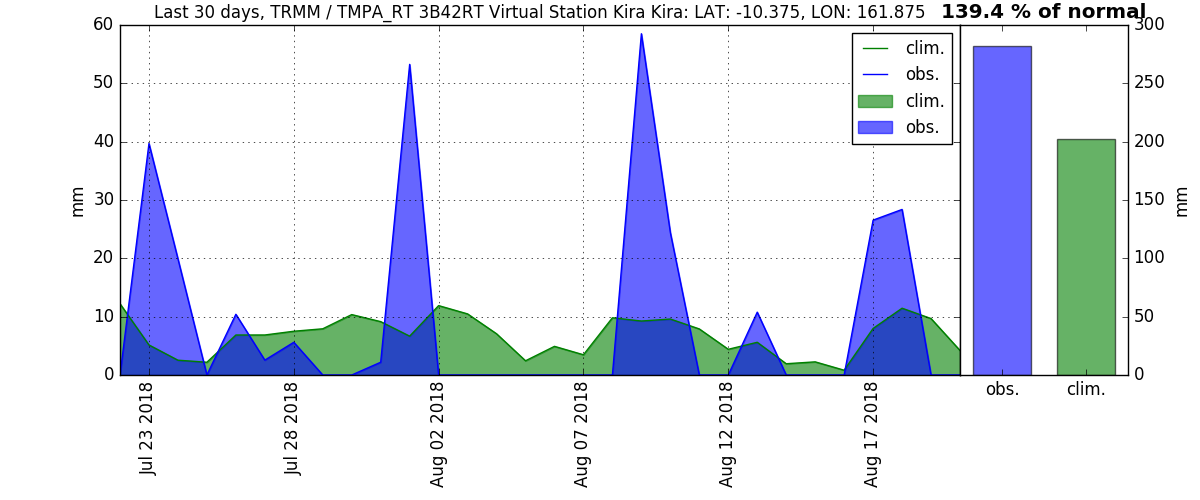 Last 30 days, TRMM / TMPA_RT 3B42RT Virtual Station Kira Kira: LAT: -10.375, LON: 161.875
139.4 % of normal
60
50
40
30
20
10
0
mm
clim.
obs.
clim.
obs.
300
250
200
150
100
50
0
mm
obs.
clim.
Jul 23 2018
Jul 28 2018
Aug 02 2018
Aug 07 2018
Aug 12 2018
Aug 17 2018